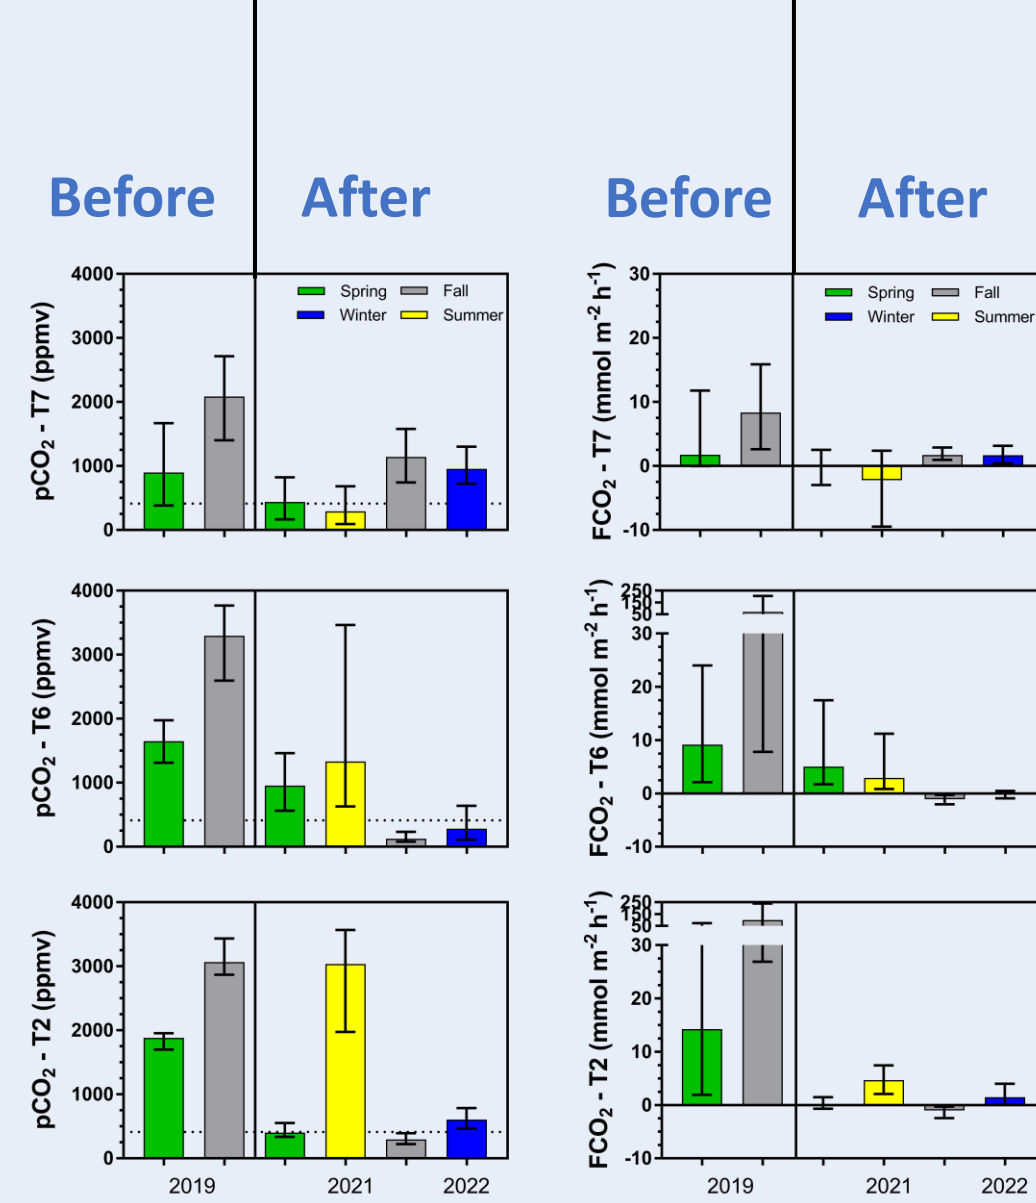 Before After Before After
pCO2 - T7 (ppmv)
4000
3000
2000
1000
0
Spring Fall
Winter Summer
FCO2 - T7 (mmol m-2 h-1)
30
20
10
0
-10
Spring Fall
Winter Summer
pCO2 - T6 (ppmv)
4000
3000
2000
1000
0
FCO2 - T6 (mmol m-2 h-1)
250
150
50
30
20
10
0
-10
pCO2 - T2 (ppmv)
4000
3000
2000
1000
0
2019 2021 2022
FCO2 - T2 (mmol m-2 h-1)
250
150
50
30
20
10
0
-10
2019 2021 2022